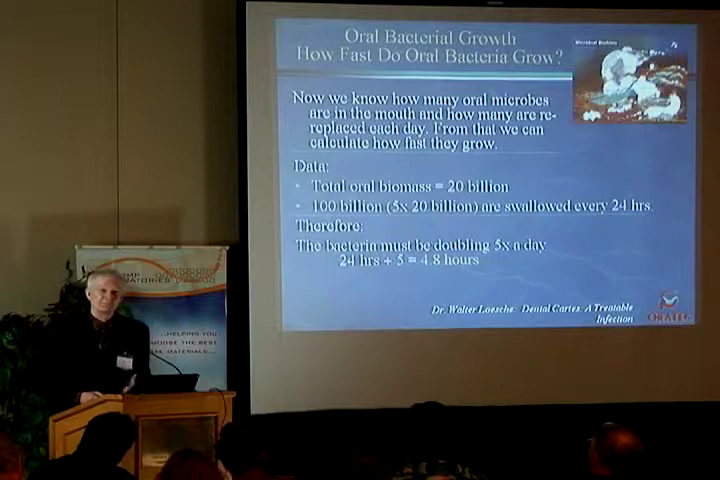 Oral Bacterial Growth
How Fast Do Oral Bacteria Grow?
Microbial Biofilms
Now we know how many oral microbes
are in the mouth and how many are re-
replaced each day. From that we can
calculate how fast they grow.
Data:
• Total oral biomass = 20 billion
• 100 billion (5x 20 billion) are swallowed every 24 hrs.
Therefore:
The bacteria must be doubling 5x a day
24 hrs ÷ 5 = 4.8 hours
Dr. Walter Loesche: Dental Caries: A Treatable
Infection
ORATEC
...HELPING YOU
CHOOSE THE BEST
MATERIALS...